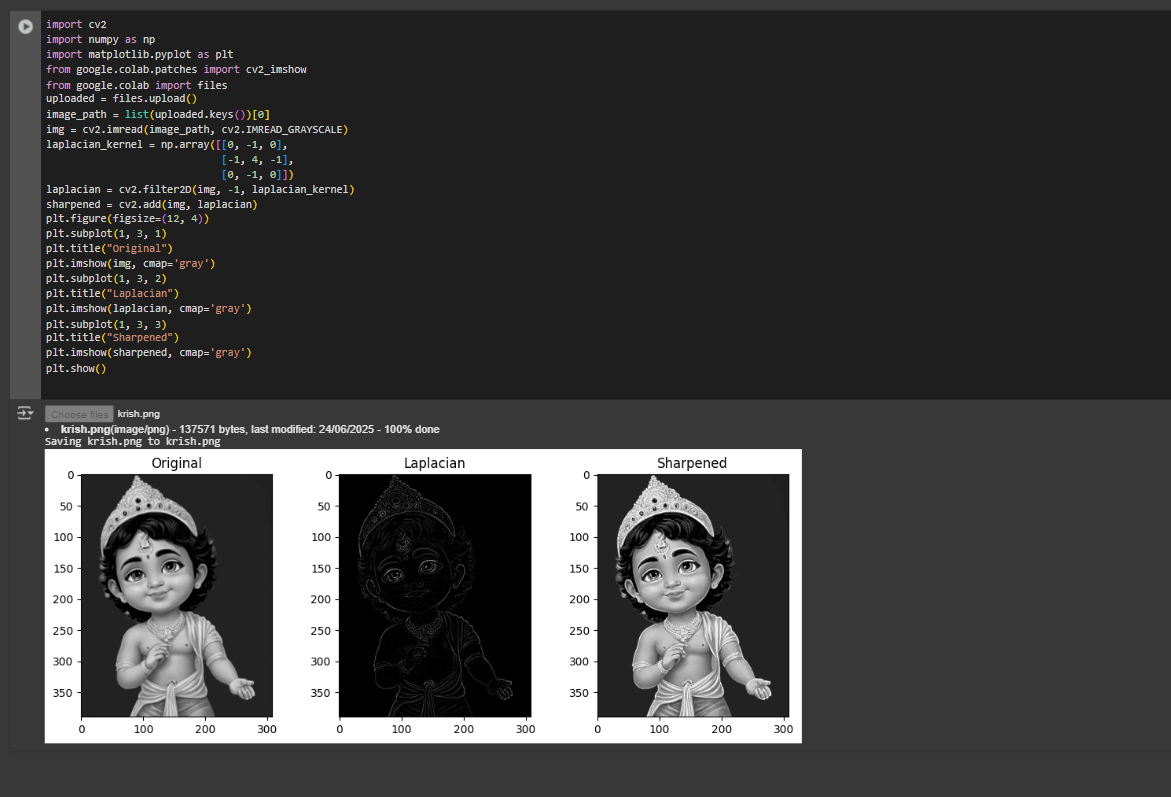 import cv2
import numpy as np
import matplotlib.pyplot as plt
from google.colab.patches import cv2_imshow
from google.colab import files
uploaded = files.upload()
image_path = list(uploaded.keys())[0]
img = cv2.imread(image_path, cv2.IMREAD_GRAYSCALE)
laplacian_kernel = np.array([[0, -1, 0],
                            [-1, 4, -1],
                            [0, -1, 0]])
laplacian = cv2.filter2D(img, -1, laplacian_kernel)
sharpened = cv2.add(img, laplacian)
plt.figure(figsize=(12, 4))
plt.subplot(1, 3, 1)
plt.title("Original")
plt.imshow(img, cmap='gray')
plt.subplot(1, 3, 2)
plt.title("Laplacian")
plt.imshow(laplacian, cmap='gray')
plt.subplot(1, 3, 3)
plt.title("Sharpened")
plt.imshow(sharpened, cmap='gray')
plt.show()
Choose files krish.png
• krish.png(image/png) - 137571 bytes, last modified: 24/06/2025 - 100% done
Saving krish.png to krish.png
Original Laplacian Sharpened
0 0 0
50 50 50
100 100 100
150 150 150
200 200 200
250 250 250
300 300 300
350 350 350
0 100 200 300 0 100 200 300 0 100 200 300